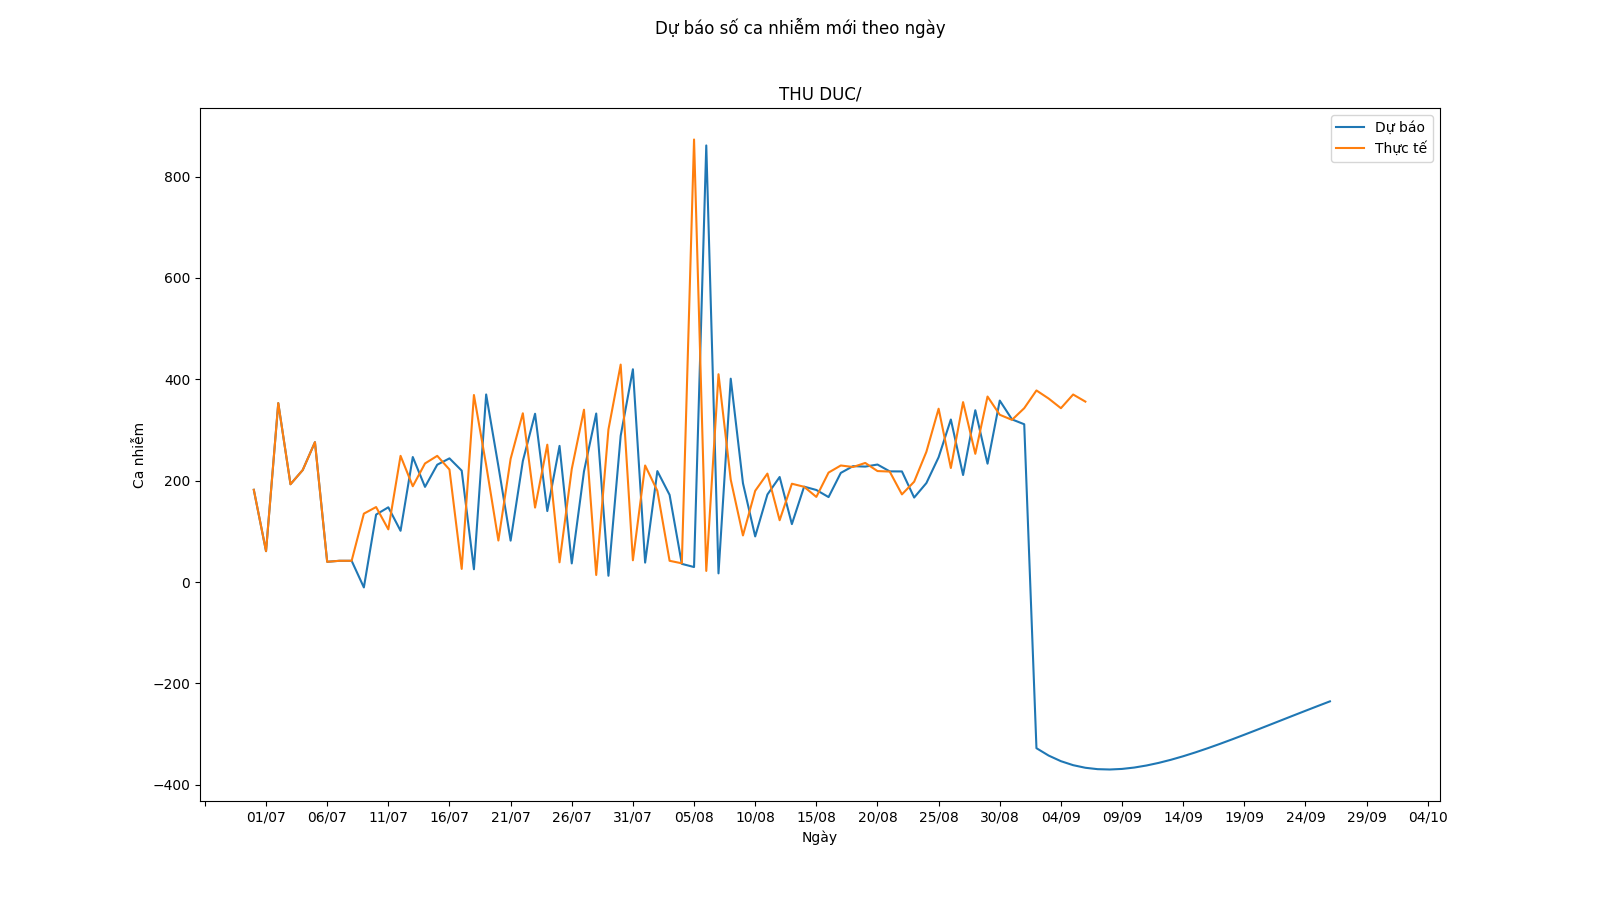 Dự báo số ca nhiễm mới theo ngày
THU DUC/
Dự báo
Thực tế
800
600
400
200
0
−200
−400
Ca nhiễm
01/07 06/07 11/07 16/07 21/07 26/07 31/07 05/08 10/08 15/08 20/08 25/08 30/08 04/09 09/09 14/09 19/09 24/09 29/09 04/10
Ngày